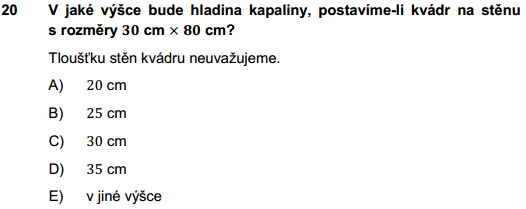 20 V jaké výšce bude hladina kapaliny, postavíme-li kvádr na stěnu
s rozměry 30 cm × 80 cm?
Tloušťku stěn kvádru neuvažujeme.
A) 20 cm
B) 25 cm
C) 30 cm
D) 35 cm
E) v jiné výšce